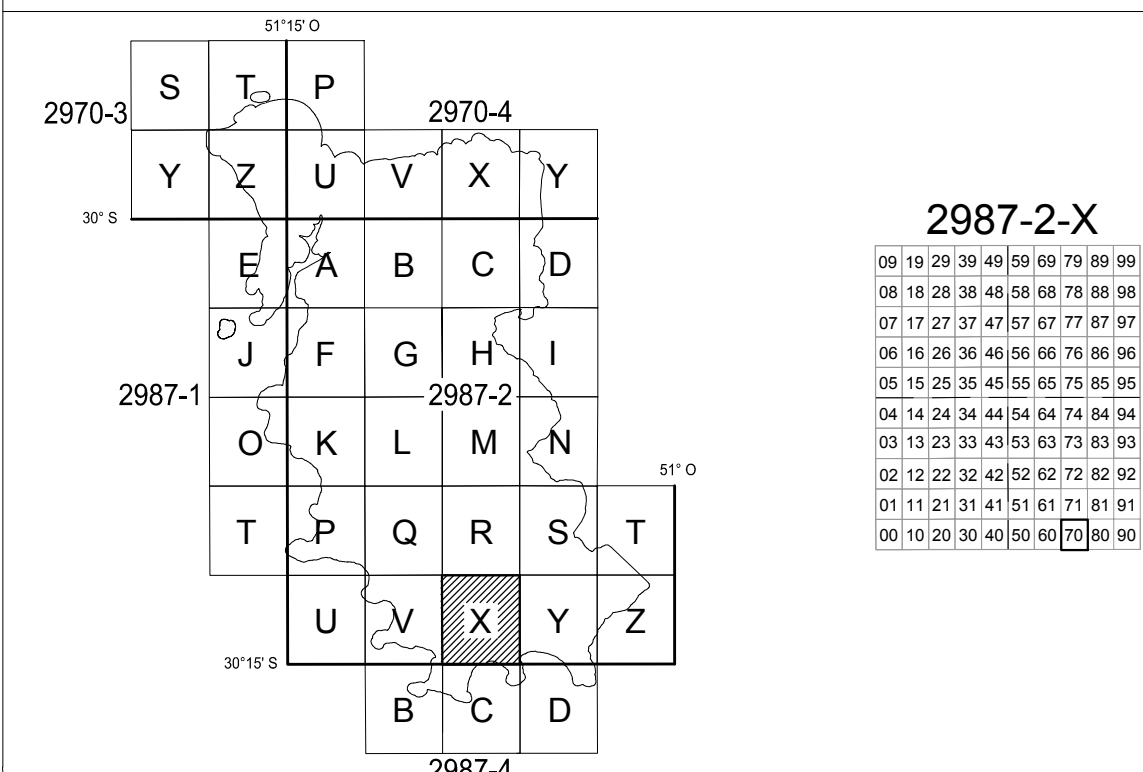 51°15' O
S T P
2970-3 2970-4
Y Z U V X Y
30° S
E A B C D
J F G H I
2987-1 2987-2
O K L M N
51° O
T P Q R S T
U V X Y Z
30°15' S
B C D
2987-4
2987-2-X
09 19 29 39 49 59 69 79 89 99
08 18 28 38 48 58 68 78 88 98
07 17 27 37 47 57 67 77 87 97
06 16 26 36 46 56 66 76 86 96
05 15 25 35 45 55 65 75 85 95
04 14 24 34 44 54 64 74 84 94
03 13 23 33 43 53 63 73 83 93
02 12 22 32 42 52 62 72 82 92
01 11 21 31 41 51 61 71 81 91
00 10 20 30 40 50 60 70 80 90